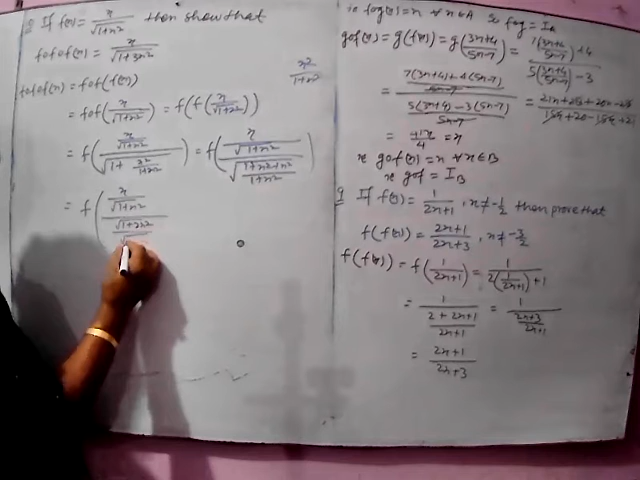 Q If f(x) = x/√(1+x²) then show that
fofof(x) = x/√(1+3x²)
fofof(x) = fof(f(x))
x²/(1+x²)
= fof(x/√(1+x²)) = f(f(x/√(1+x²)))
= f((x/√(1+x²))/√(1 + x²/(1+x²))) = f((x/√(1+x²))/√((1+x²+x²)/(1+x²)))
= f((x/√(1+x²))/(√(1+2x²)/√
ie fog(x) = x ∀ x∈A So fog = I_A
gof(x) = g(f(x)) = g((3x+4)/(5x-7)) = (7((3x+4)/(5x-7)) + 4)/(5((3x+4)/(5x-7)) - 3)
= ((7(3x+4)+4(5x-7))/(5x-7))/((5(3x+4)-3(5x-7))/(5x-7)) = (21x+28+20x-28)/(15x+20-15x+21)
= 41x/41 = x
ie gof(x) = x ∀ x∈B
ie gof = I_B
Q If f(x) = 1/(2x+1), x≠-1/2, then prove that
f(f(x)) = (2x+1)/(2x+3), x≠-3/2
f(f(x)) = f(1/(2x+1)) = 1/(2(1/(2x+1))+1)
= 1/((2+2x+1)/(2x+1)) = 1/((2x+3)/(2x+1))
= (2x+1)/(2x+3)